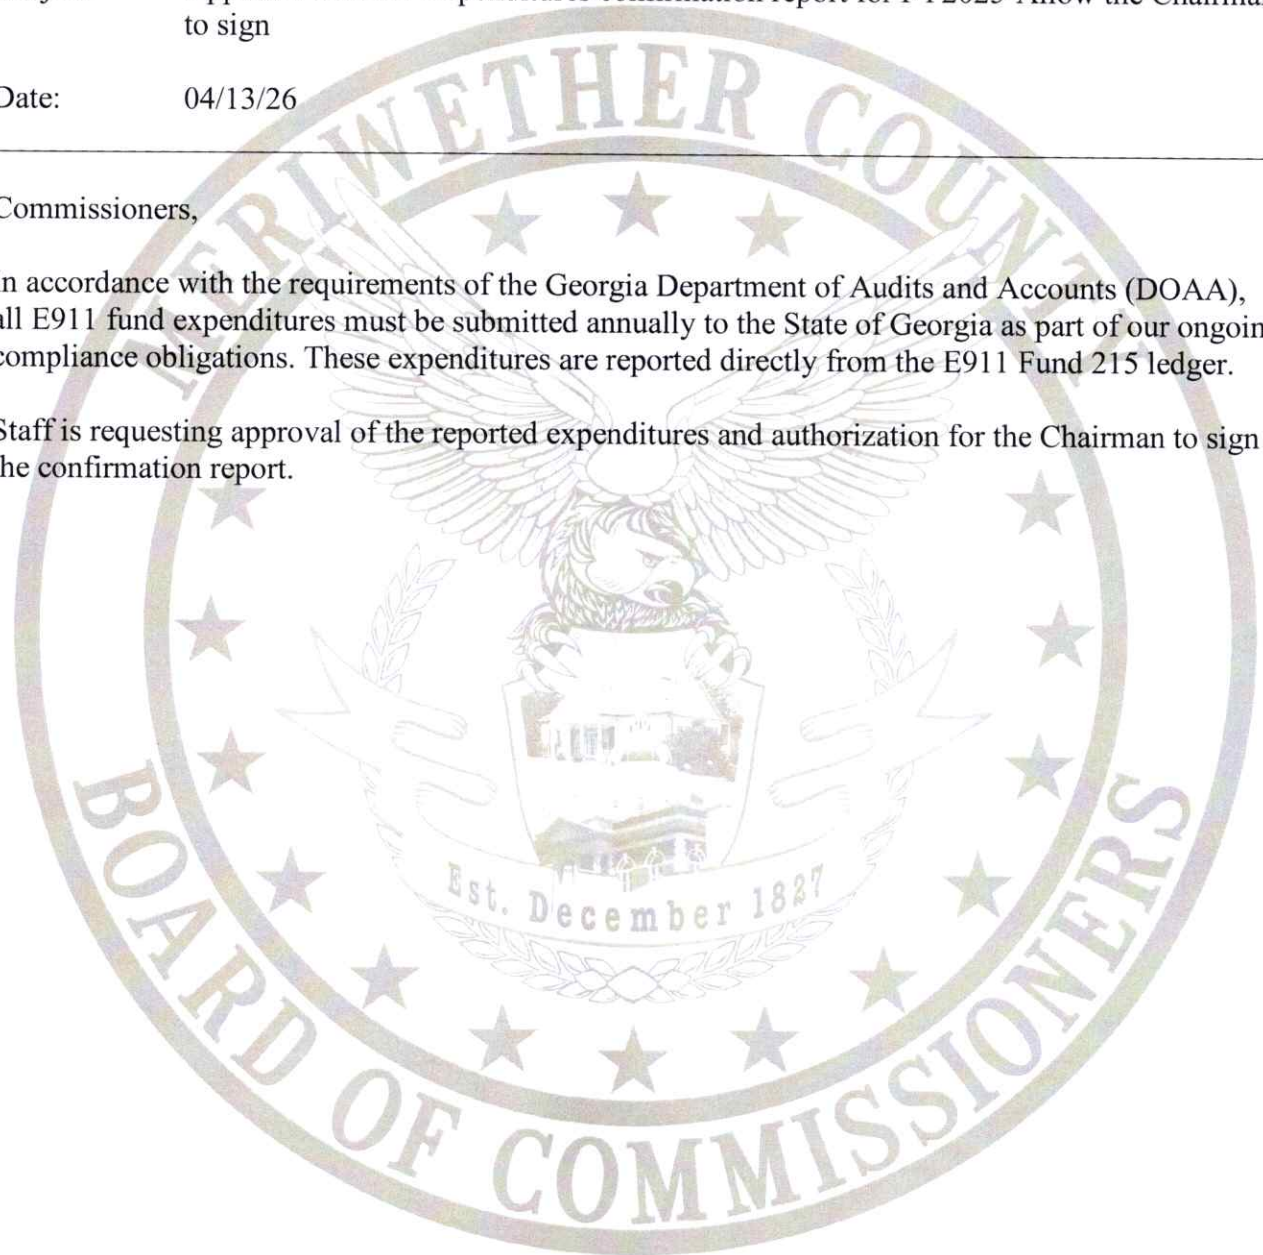 to sign
Date: 04/13/26
Commissioners,
In accordance with the requirements of the Georgia Department of Audits and Accounts (DOAA),
all E911 fund expenditures must be submitted annually to the State of Georgia as part of our ongoin
compliance obligations. These expenditures are reported directly from the E911 Fund 215 ledger.
Staff is requesting approval of the reported expenditures and authorization for the Chairman to sign
the confirmation report.
MERIWETHER COUNTY
Est. December 1827
BOARD OF COMMISSIONERS